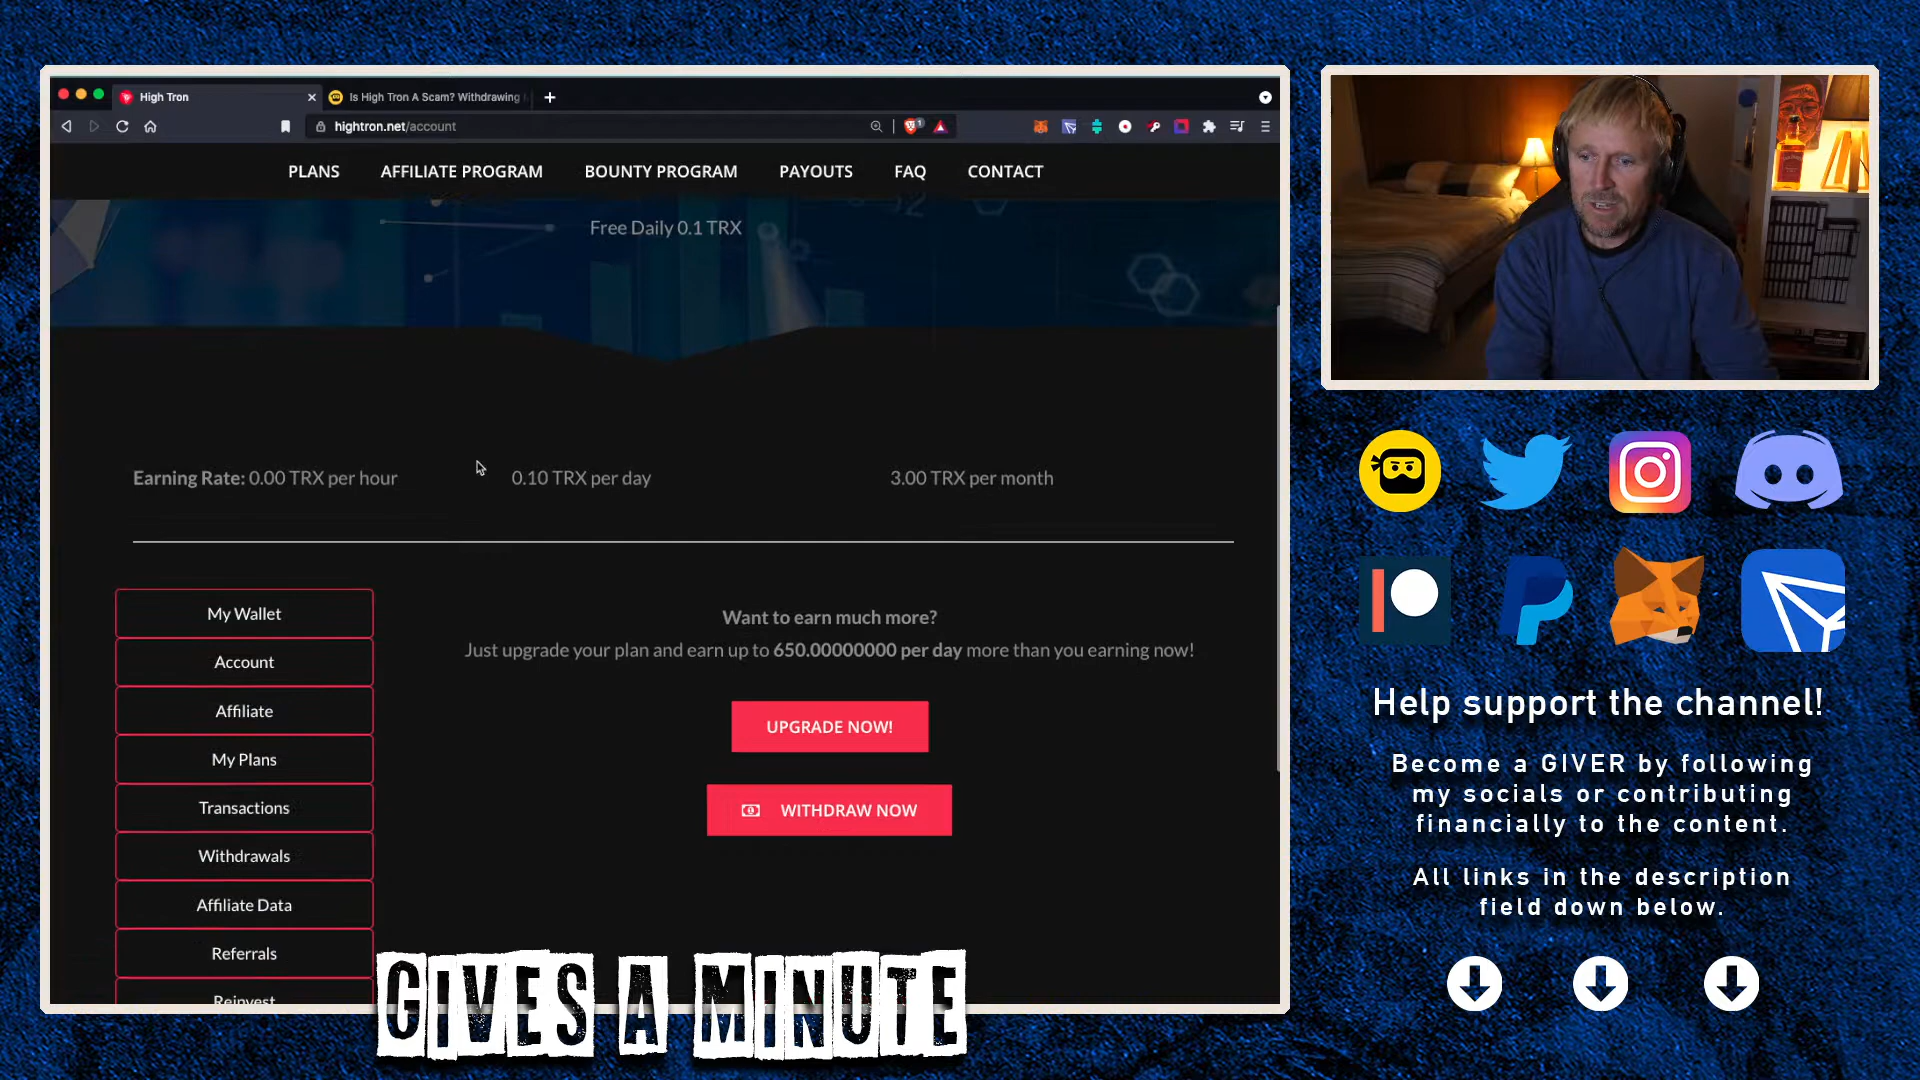 High Tron
Is High Tron A Scam? Withdrawing
hightron.net/account
PLANS
AFFILIATE PROGRAM
BOUNTY PROGRAM
PAYOUTS
FAQ
CONTACT
Free Daily 0.1 TRX
Earning Rate: 0.00 TRX per hour
0.10 TRX per day
3.00 TRX per month
My Wallet
Account
Affiliate
My Plans
Transactions
Withdrawals
Affiliate Data
Referrals
Reinvest
Want to earn much more?
Just upgrade your plan and earn up to 650.00000000 per day more than you earning now!
UPGRADE NOW!
WITHDRAW NOW
GIVES A MINUTE
Help support the channel!
Become a GIVER by following
my socials or contributing
financially to the content.
All links in the description
field down below.